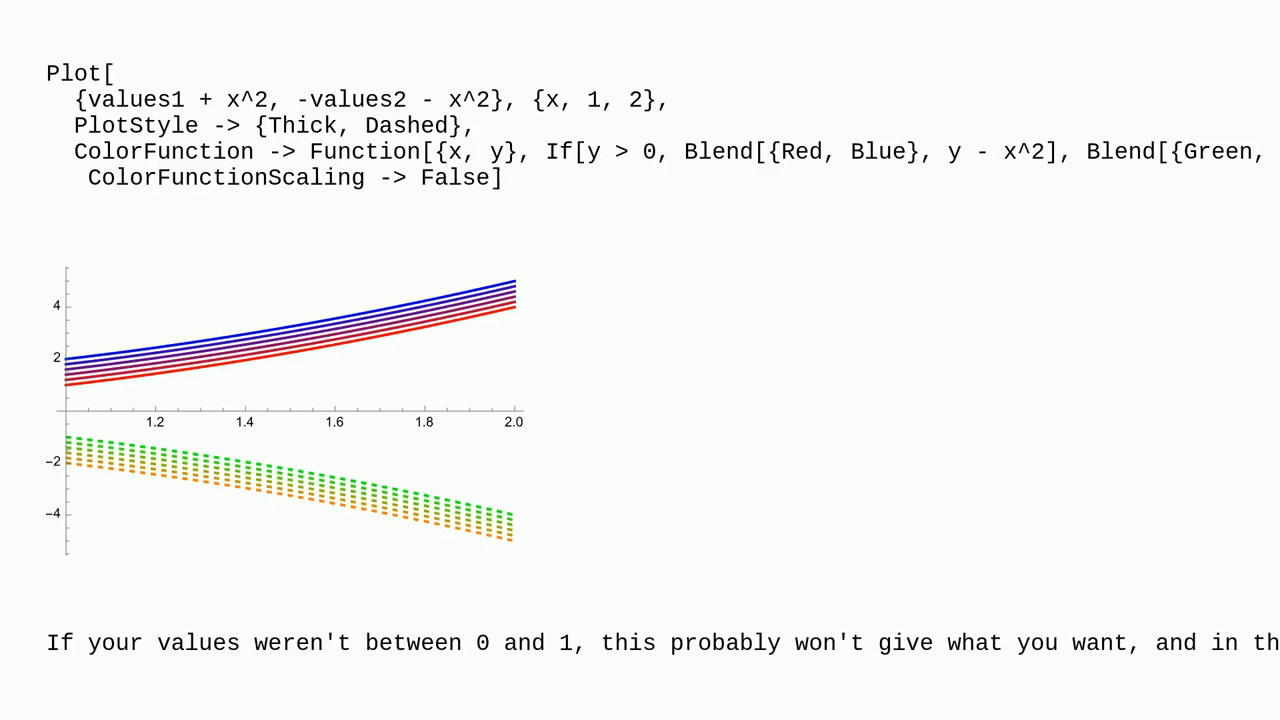 Plot[
{values1 + x^2, -values2 - x^2}, {x, 1, 2},
PlotStyle -> {Thick, Dashed},
ColorFunction -> Function[{x, y}, If[y > 0, Blend[{Red, Blue}, y - x^2], Blend[{Green,
ColorFunctionScaling -> False]
4
2
1.2 1.4 1.6 1.8 2.0
−2
−4
If your values weren't between 0 and 1, this probably won't give what you want, and in th